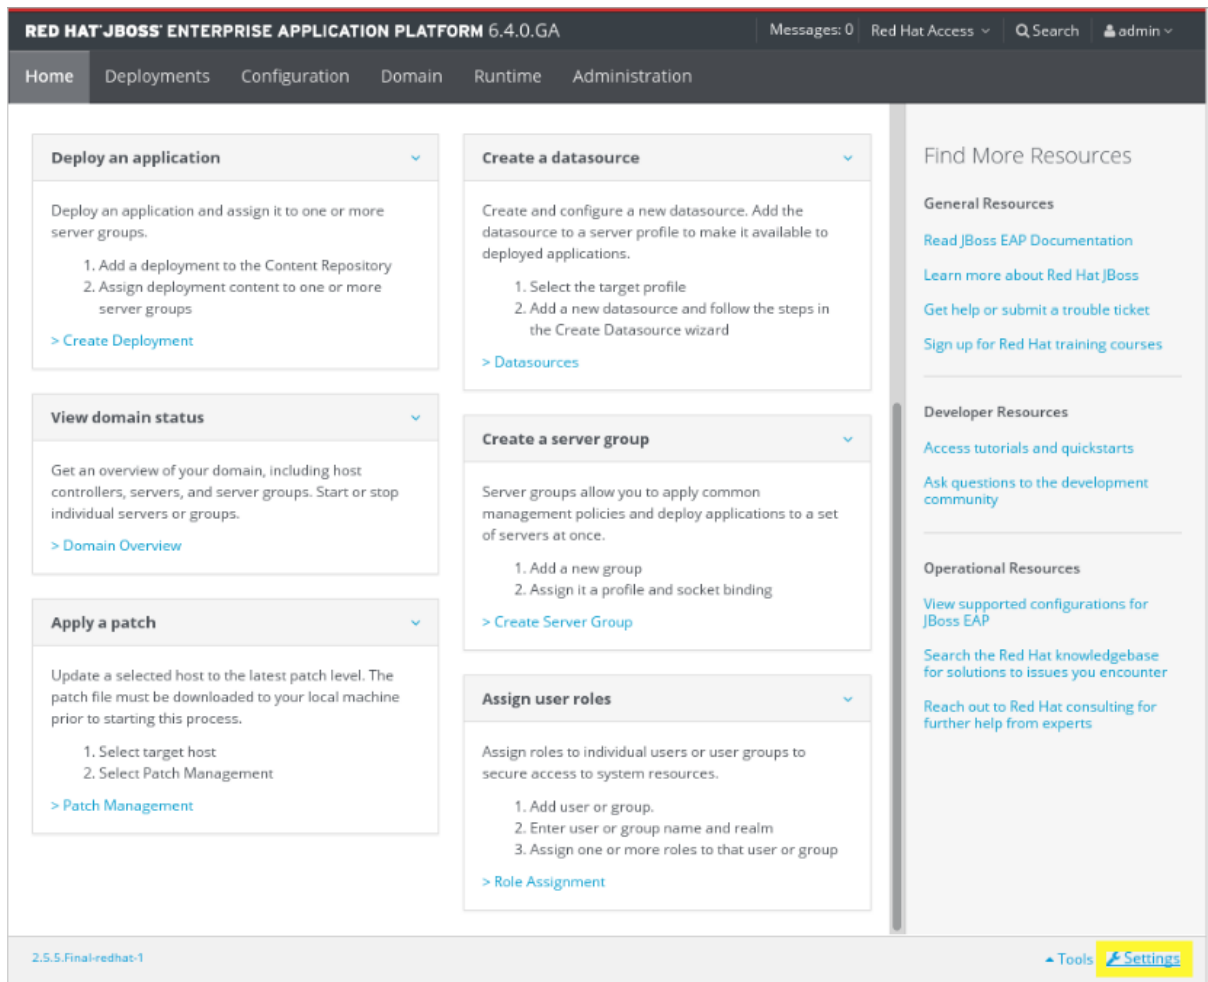 RED HAT JBOSS ENTERPRISE APPLICATION PLATFORM 6.4.0.GA
Messages: 0 Red Hat Access Search admin
Home Deployments Configuration Domain Runtime Administration
Deploy an application
Deploy an application and assign it to one or more
server groups.
1. Add a deployment to the Content Repository
2. Assign deployment content to one or more
server groups
> Create Deployment
View domain status
Get an overview of your domain, including host
controllers, servers, and server groups. Start or stop
individual servers or groups.
> Domain Overview
Apply a patch
Update a selected host to the latest patch level. The
patch file must be downloaded to your local machine
prior to starting this process.
1. Select target host
2. Select Patch Management
> Patch Management
Create a datasource
Create and configure a new datasource. Add the
datasource to a server profile to make it available to
deployed applications.
1. Select the target profile
2. Add a new datasource and follow the steps in
the Create Datasource wizard
> Datasources
Create a server group
Server groups allow you to apply common
management policies and deploy applications to a set
of servers at once.
1. Add a new group
2. Assign it a profile and socket binding
> Create Server Group
Assign user roles
Assign roles to individual users or user groups to
secure access to system resources.
1. Add user or group.
2. Enter user or group name and realm
3. Assign one or more roles to that user or group
> Role Assignment
Find More Resources
General Resources
Read JBoss EAP Documentation
Learn more about Red Hat JBoss
Get help or submit a trouble ticket
Sign up for Red Hat training courses
Developer Resources
Access tutorials and quickstarts
Ask questions to the development
community
Operational Resources
View supported configurations for
JBoss EAP
Search the Red Hat knowledgebase
for solutions to issues you encounter
Reach out to Red Hat consulting for
further help from experts
2.5.5.Final-redhat-1
Tools Settings